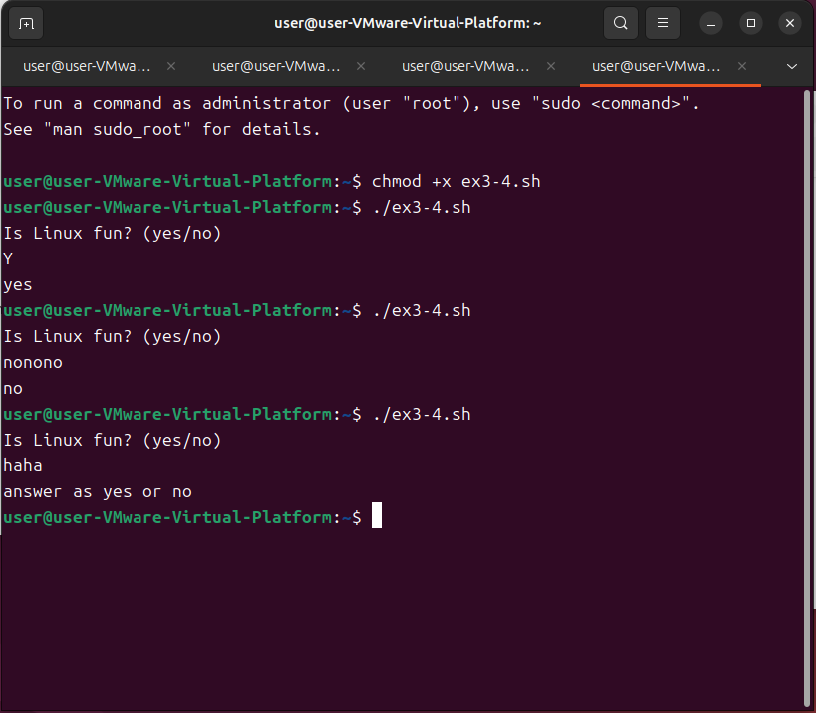 user@user-VMware-Virtual-Platform: ~
user@user-VMwa... user@user-VMwa... user@user-VMwa... user@user-VMwa...
To run a command as administrator (user "root"), use "sudo <command>".
See "man sudo_root" for details.
user@user-VMware-Virtual-Platform:~$ chmod +x ex3-4.sh
user@user-VMware-Virtual-Platform:~$ ./ex3-4.sh
Is Linux fun? (yes/no)
Y
yes
user@user-VMware-Virtual-Platform:~$ ./ex3-4.sh
Is Linux fun? (yes/no)
nonono
no
user@user-VMware-Virtual-Platform:~$ ./ex3-4.sh
Is Linux fun? (yes/no)
haha
answer as yes or no
user@user-VMware-Virtual-Platform:~$